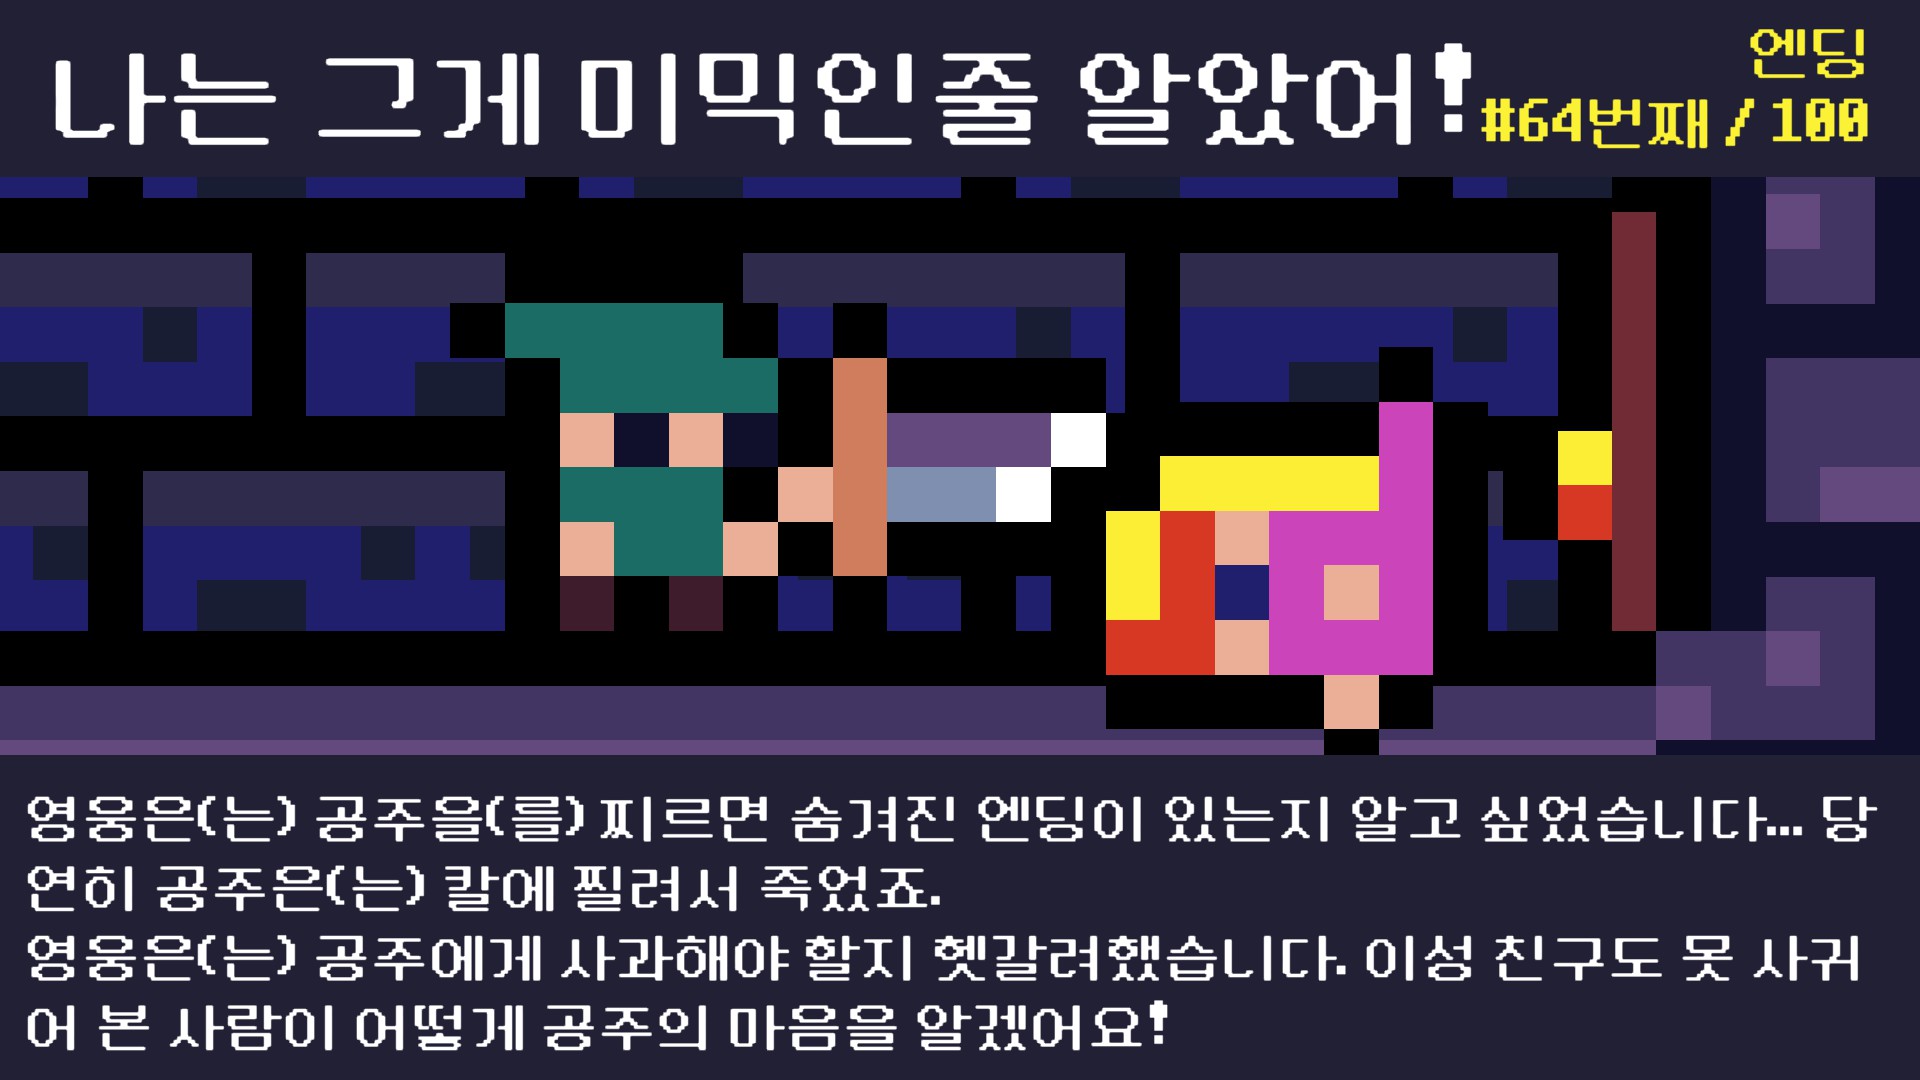 나는 그게 미믹인줄 알았어!
엔딩
#64번째 / 100
영웅은(는) 공주을(를) 찌르면 숨겨진 엔딩이 있는지 알고 싶었습니다... 당
연히 공주은(는) 칼에 찔려서 죽었죠.
영웅은(는) 공주에게 사과해야 할지 헷갈려했습니다. 이성 친구도 못 사귀
어 본 사람이 어떻게 공주의 마음을 알겠어요!